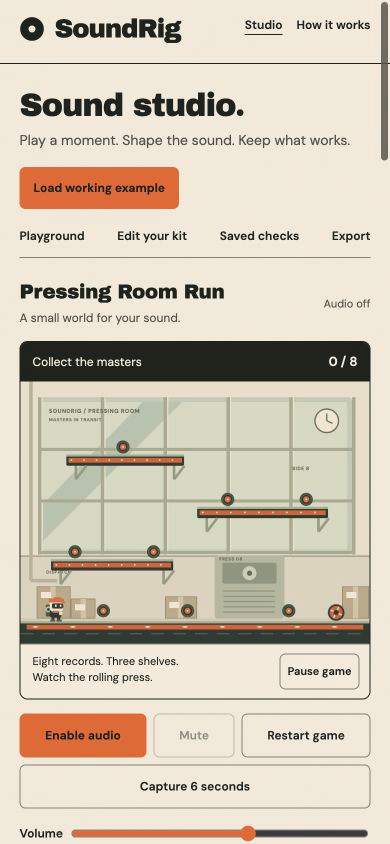 SoundRig
Studio
How it works
Sound studio.
Play a moment. Shape the sound. Keep what works.
Load working example
Playground
Edit your kit
Saved checks
Export
Pressing Room Run
Audio off
A small world for your sound.
Collect the masters
0 / 8
SOUNDRIG / PRESSING ROOM
MASTERS IN TRANSIT
SIDE B
PRESS 08
Eight records. Three shelves.
Watch the rolling press.
Pause game
Enable audio
Mute
Restart game
Capture 6 seconds
Volume